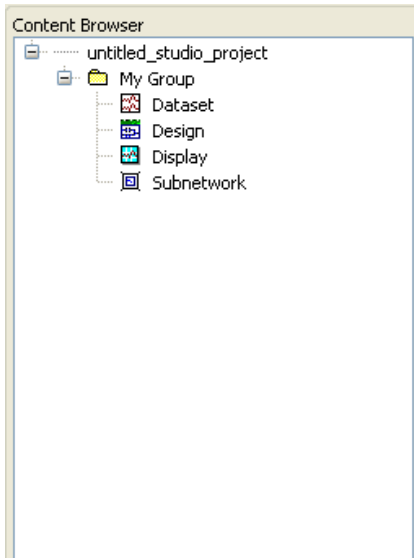 Content Browser
untitled_studio_project
My Group
Dataset
Design
Display
Subnetwork